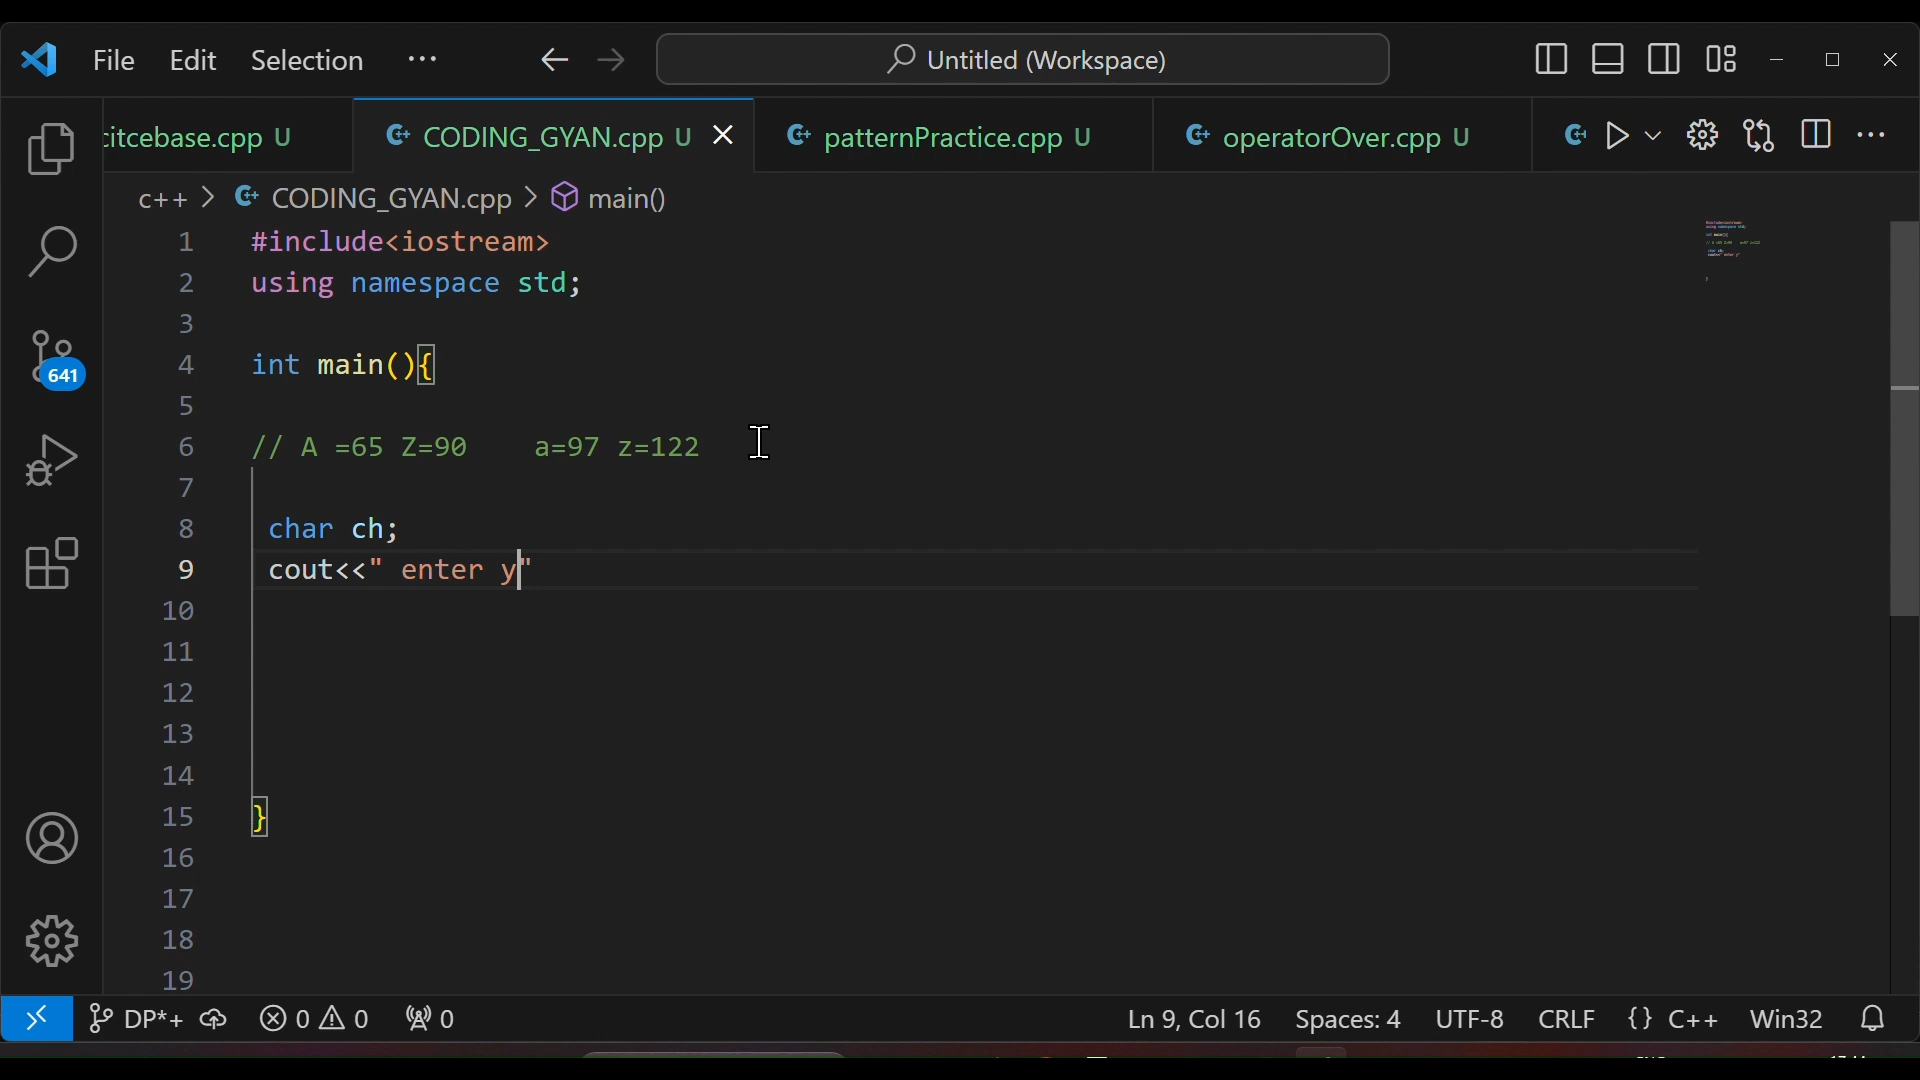 File Edit Selection ··· Untitled (Workspace)
citcebase.cpp U CODING_GYAN.cpp U patternPractice.cpp U operatorOver.cpp U
c++ > CODING_GYAN.cpp > main()
1 #include<iostream>
2 using namespace std;
3
4 int main(){
5
6 // A =65 Z=90    a=97 z=122
7
8 char ch;
9 cout<<" enter y"
10
11
12
13
14
15 }
16
17
18
19
641
DP*+ 0 0 0 Ln 9, Col 16 Spaces: 4 UTF-8 CRLF {} C++ Win32